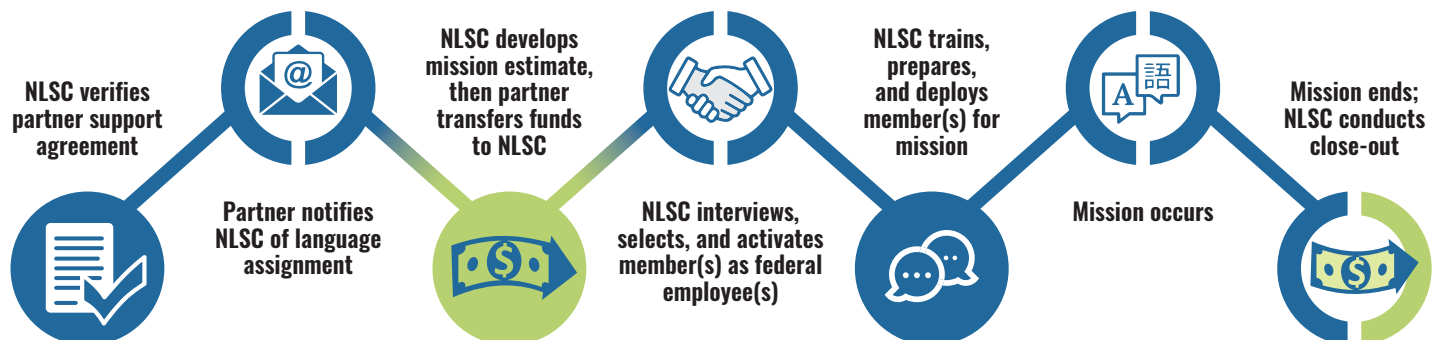 NLSC verifies
partner support
agreement
@
Partner notifies
NLSC of language
assignment
NLSC develops
mission estimate,
then partner
transfers funds
to NLSC
$
NLSC interviews,
selects, and activates
member(s) as federal
employee(s)
NLSC trains,
prepares,
and deploys
member(s) for
mission
A
語
Mission occurs
Mission ends;
NLSC conducts
close-out
$